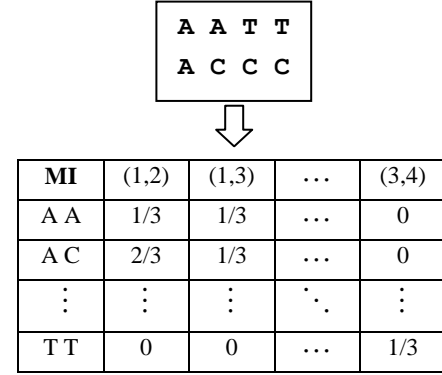 A A T T
A C C C
MI (1,2) (1,3) … (3,4)
A A 1/3 1/3 … 0
A C 2/3 1/3 … 0
⋮ ⋮ ⋮ ⋱ ⋮
T T 0 0 … 1/3